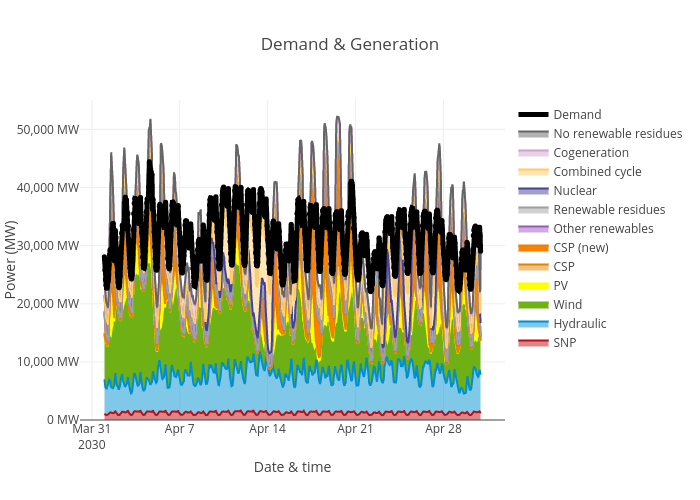 Demand & Generation
50,000 MW
40,000 MW
30,000 MW
20,000 MW
10,000 MW
0 MW
Power (MW)
Mar 31
2030
Apr 7
Apr 14
Apr 21
Apr 28
Date & time
Demand
No renewable residues
Cogeneration
Combined cycle
Nuclear
Renewable residues
Other renewables
CSP (new)
CSP
PV
Wind
Hydraulic
SNP